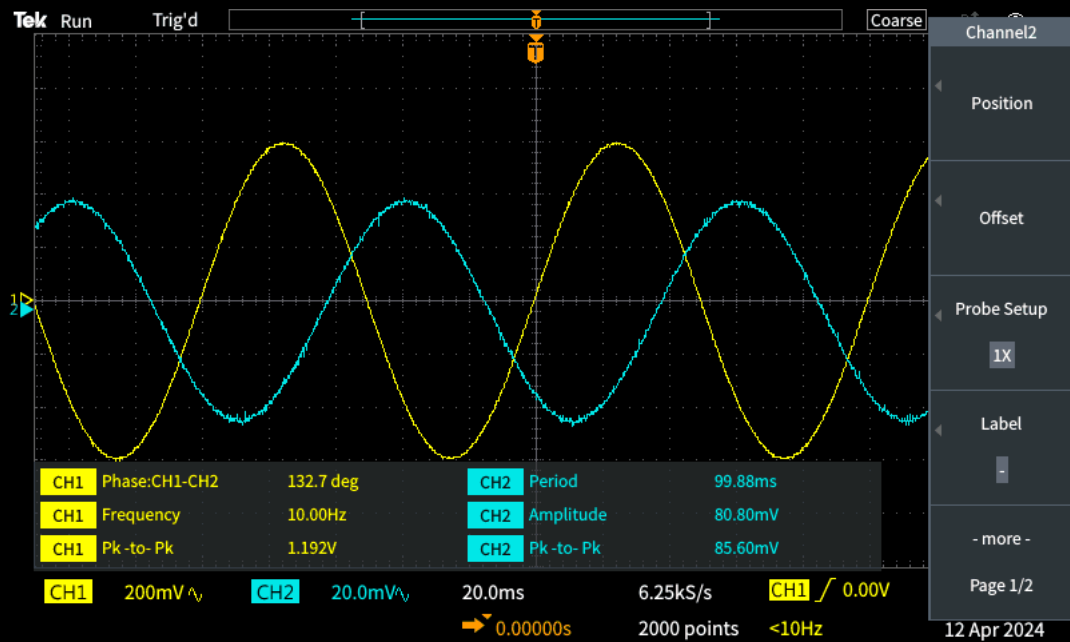 Tek Run Trig'd T Coarse
T
Channel2
Position
Offset
Probe Setup
1X
Label
-
- more -
Page 1/2
1
2
CH1 Phase:CH1-CH2 132.7 deg CH2 Period 99.88ms
CH1 Frequency 10.00Hz CH2 Amplitude 80.80mV
CH1 Pk -to- Pk 1.192V CH2 Pk -to- Pk 85.60mV
CH1 200mV CH2 20.0mV 20.0ms 6.25kS/s CH1 0.00V
0.00000s 2000 points <10Hz 12 Apr 2024